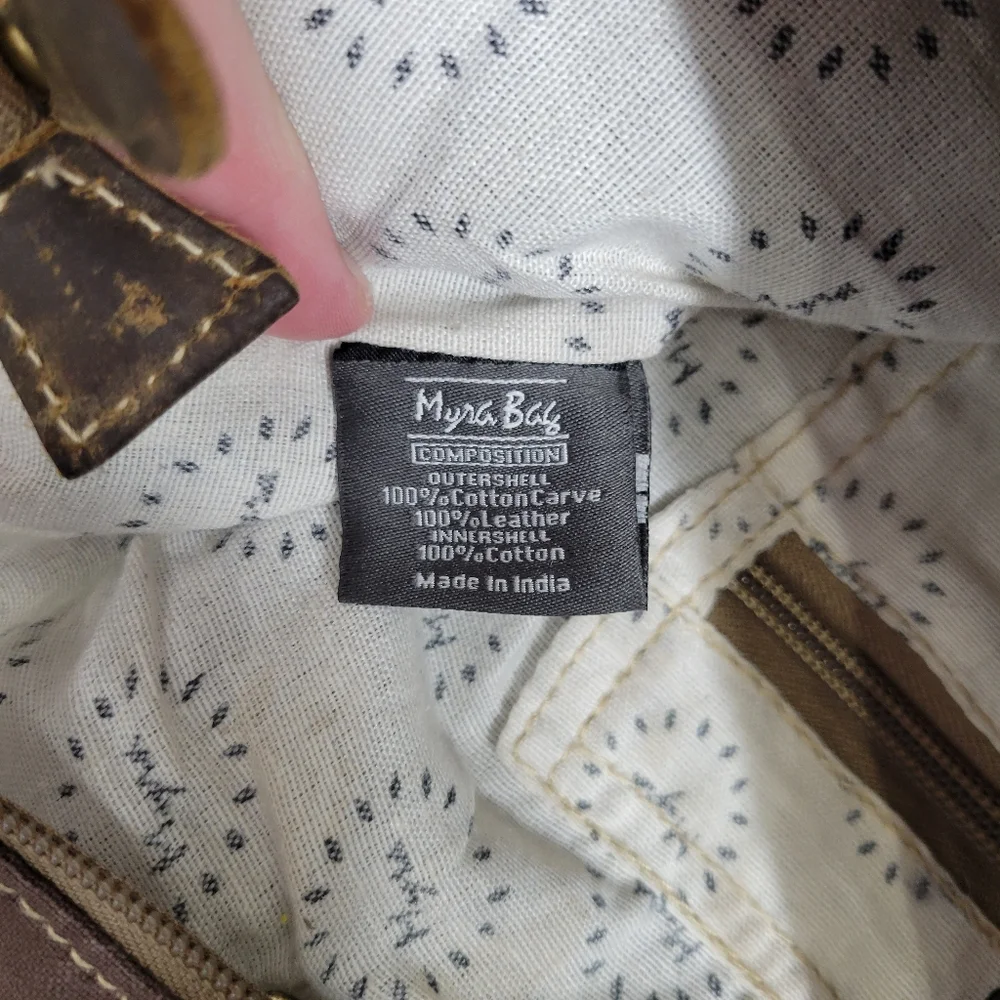 Myra Bag
COMPOSITION
OUTERSHELL
100%CottonCarve
100%Leather
INNERSHELL
100%Cotton
Made in India